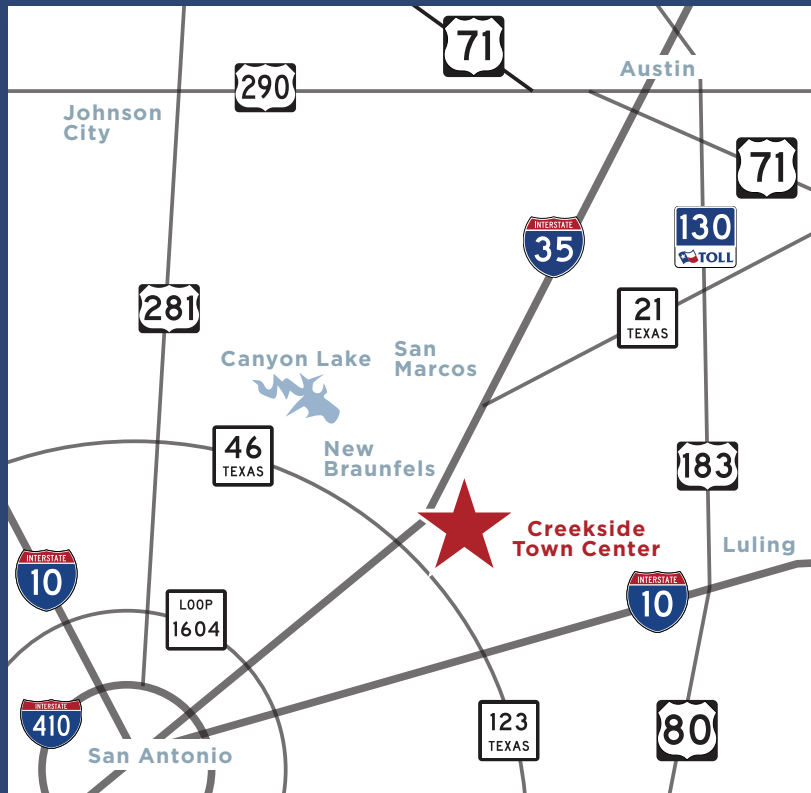 71
Austin
290
Johnson
City
71
130
TOLL
INTERSTATE
35
281
21
TEXAS
San
Marcos
Canyon Lake
46
TEXAS
New
Braunfels
183
Creekside
Town Center
Luling
INTERSTATE
10
INTERSTATE
10
LOOP
1604
INTERSTATE
410
123
TEXAS
80
San Antonio